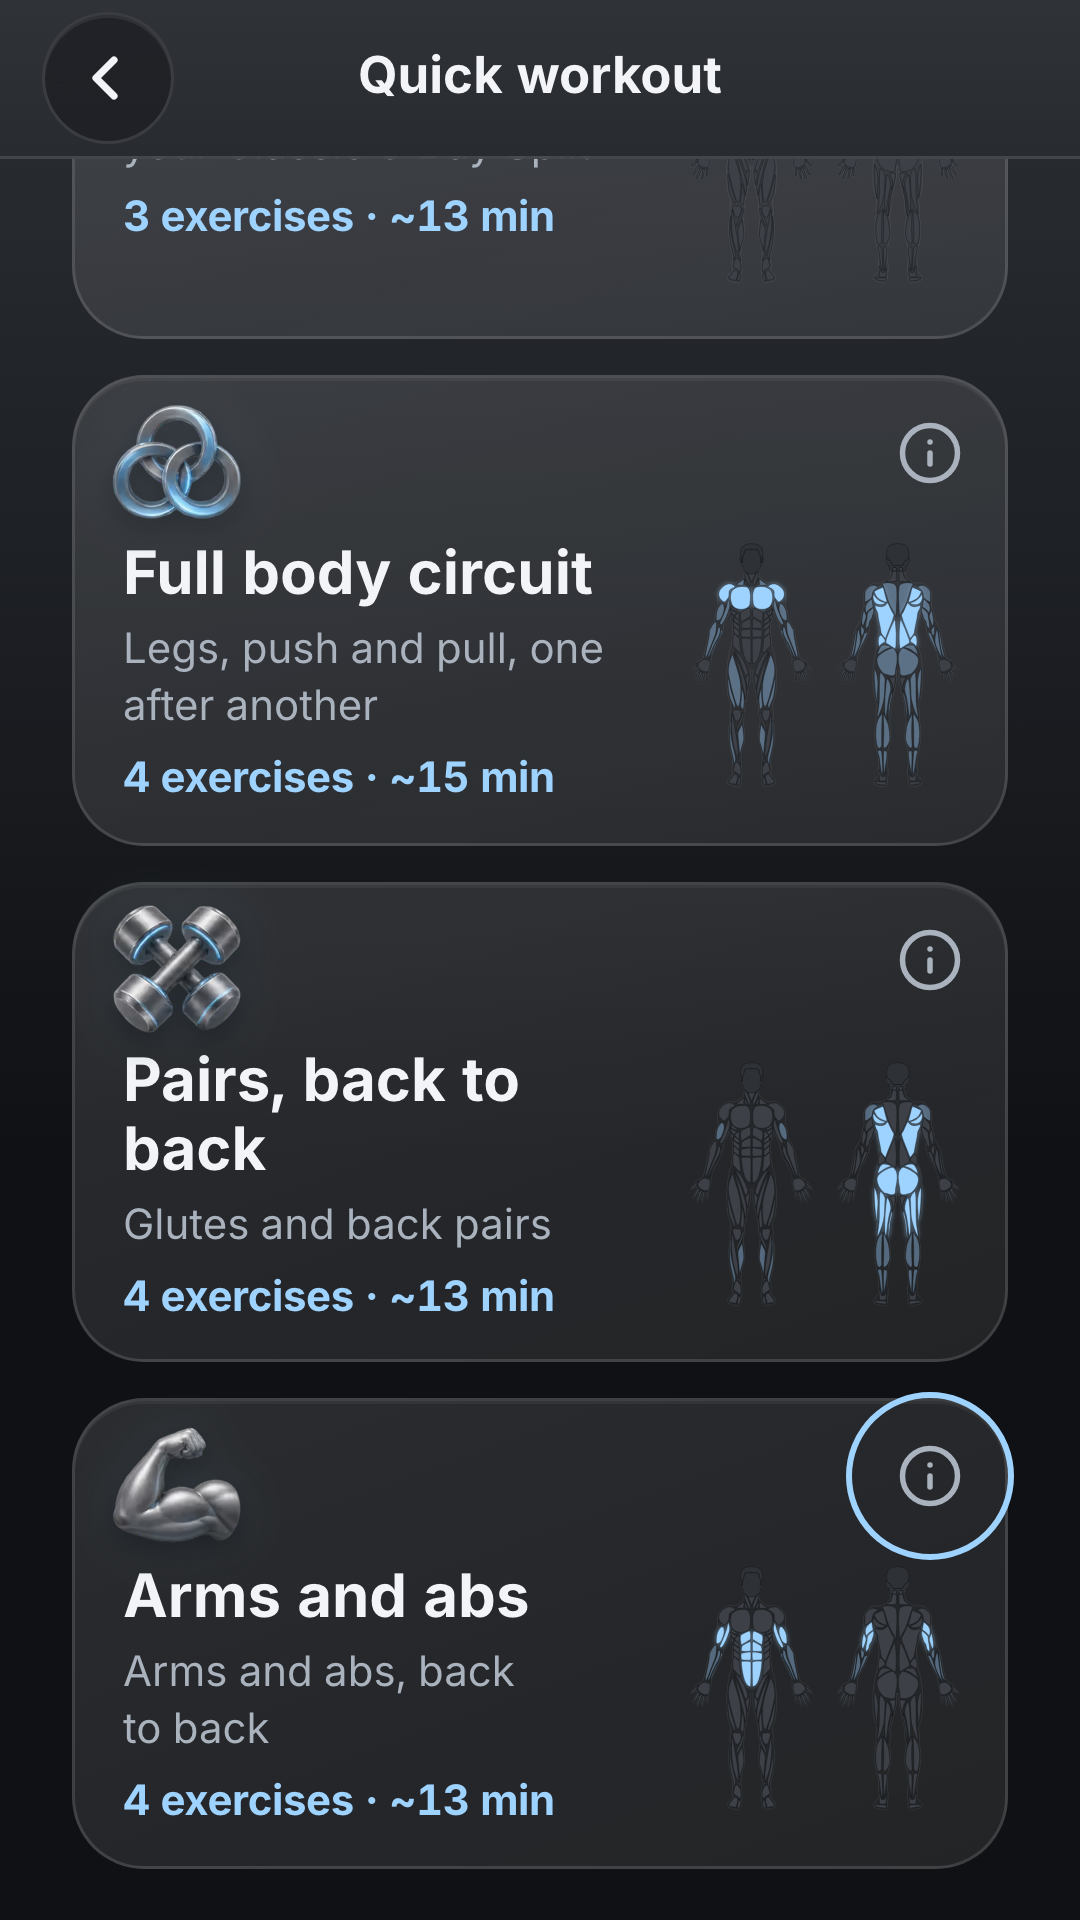 Quick workout
3 exercises · ~13 min
Full body circuit
Legs, push and pull, one
after another
4 exercises · ~15 min
Pairs, back to
back
Glutes and back pairs
4 exercises · ~13 min
Arms and abs
Arms and abs, back
to back
4 exercises · ~13 min